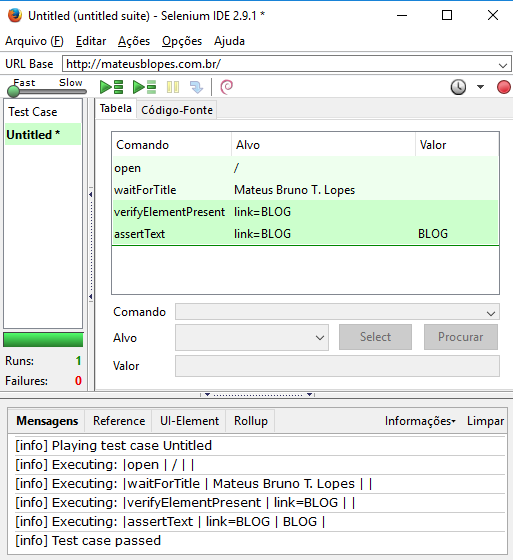 Untitled (untitled suite) - Selenium IDE 2.9.1 *
Arquivo (F) Editar Ações Opções Ajuda
URL Base http://mateusblopes.com.br/
Fast Slow
Test Case
Untitled *
Runs: 1
Failures: 0
Tabela Código-Fonte
Comando Alvo Valor
open /
waitForTitle Mateus Bruno T. Lopes
verifyElementPresent link=BLOG
assertText link=BLOG BLOG
Comando
Alvo Select Procurar
Valor
Mensagens Reference UI-Element Rollup Informações Limpar
[info] Playing test case Untitled
[info] Executing: |open | / | |
[info] Executing: |waitForTitle | Mateus Bruno T. Lopes | |
[info] Executing: |verifyElementPresent | link=BLOG | |
[info] Executing: |assertText | link=BLOG | BLOG |
[info] Test case passed